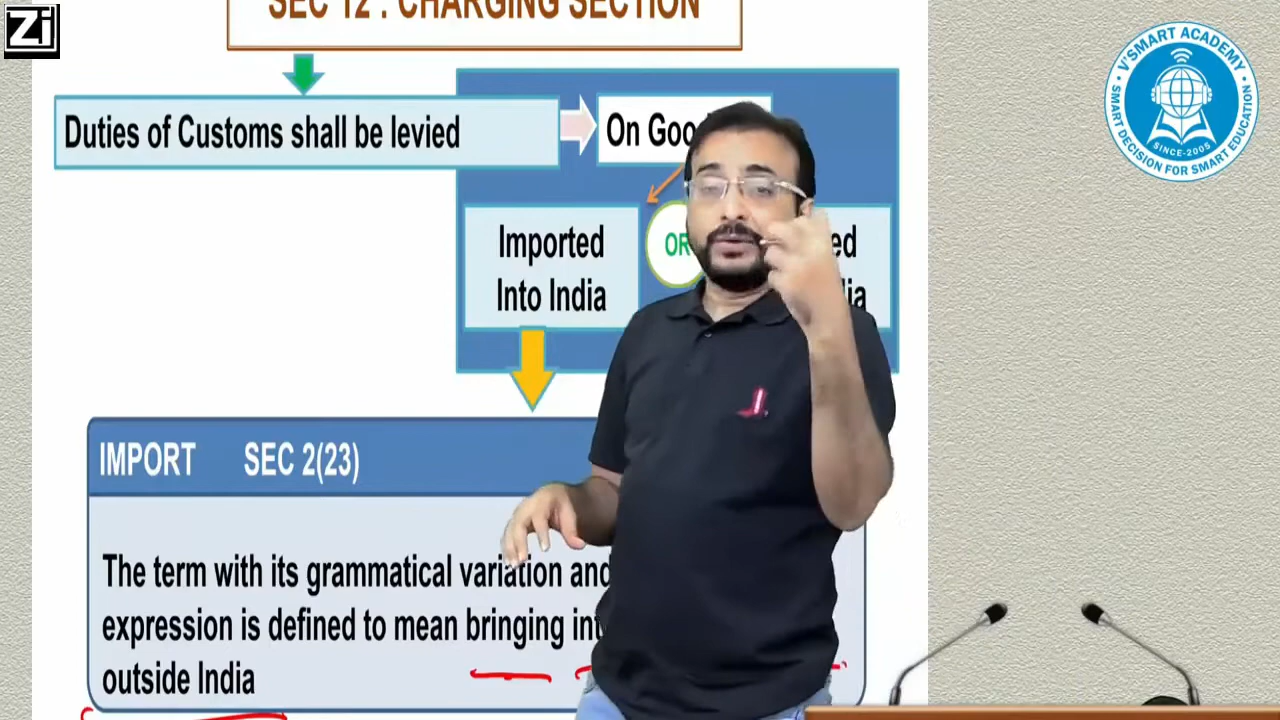 Zi
SEC 12 : CHARGING SECTION
Duties of Customs shall be levied
On Goo
Imported
Into India
OR
ed
ia
IMPORT SEC 2(23)
The term with its grammatical variation and
expression is defined to mean bringing int
outside India
V'SMART ACADEMY
SINCE-2005
SMART DECISION FOR SMART EDUCATION